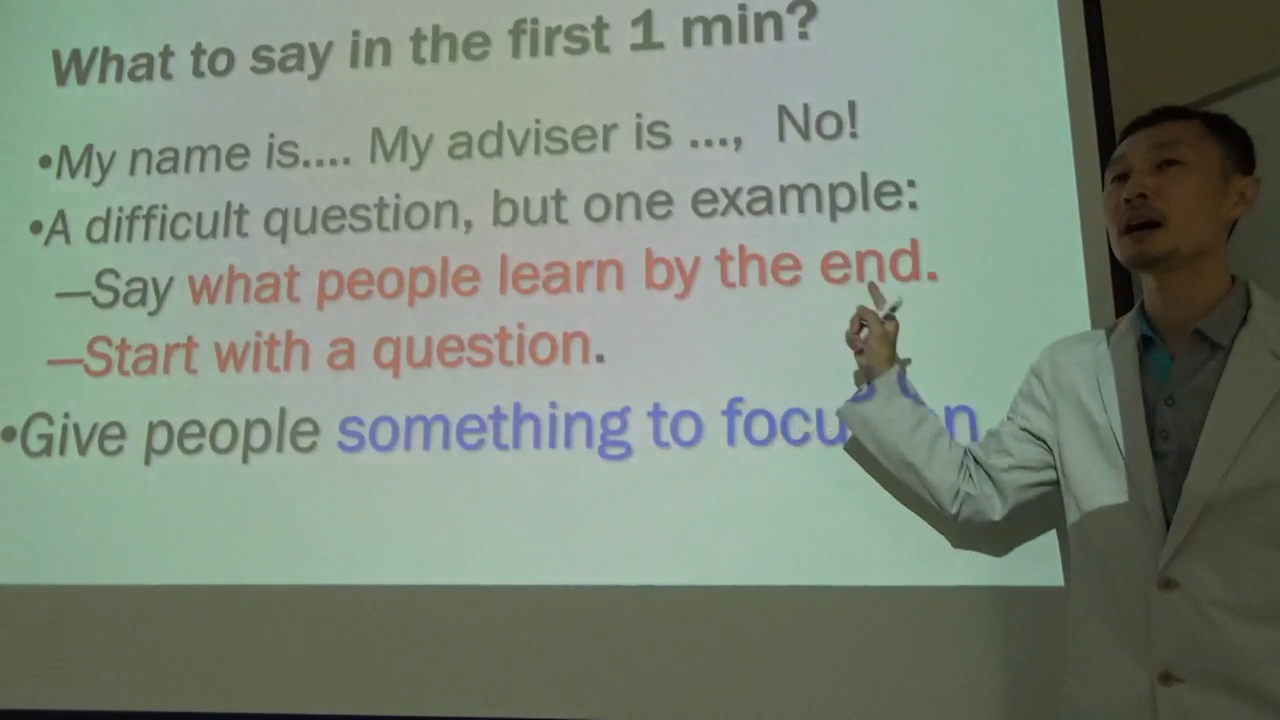 What to say in the first 1 min?
•My name is.... My adviser is ..., No!
•A difficult question, but one example:
—Say what people learn by the end.
—Start with a question.
•Give people something to focus on